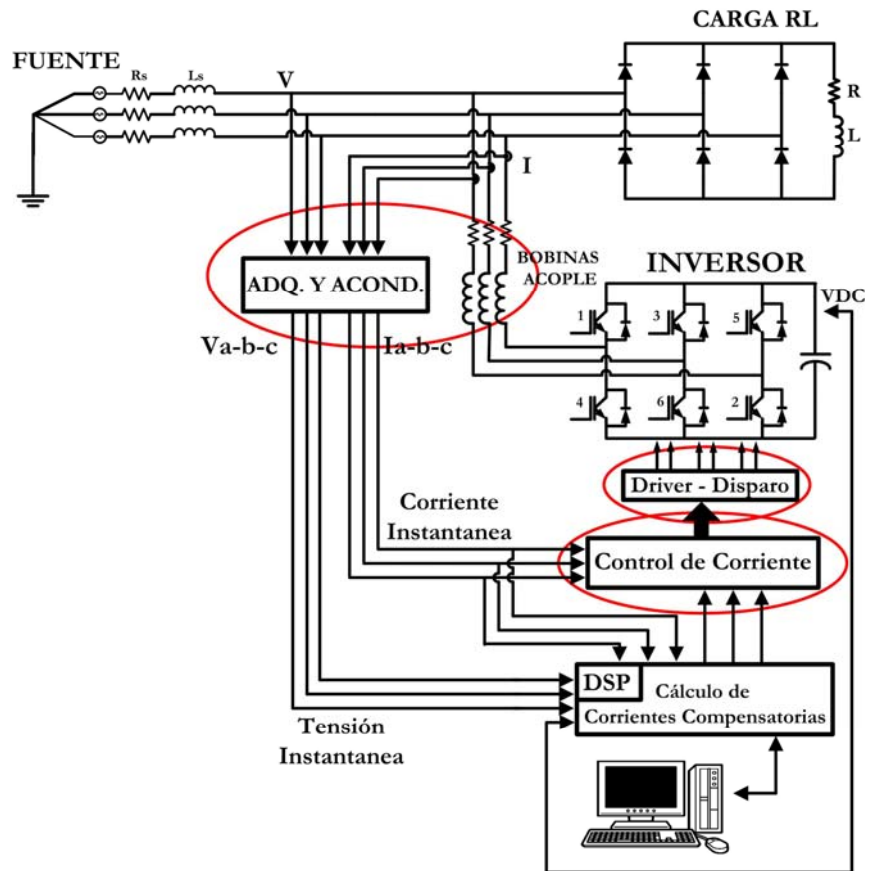 CARGA RL
FUENTE
Rs
Ls
V
R
L
I
BOBINAS
ACOPLE
INVERSOR
ADQ. Y ACOND.
VDC
1
3
5
Va-b-c
Ia-b-c
4
6
2
Driver - Disparo
Corriente
Instantanea
Control de Corriente
DSP
Cálculo de
Corrientes Compensatorias
Tensión
Instantanea